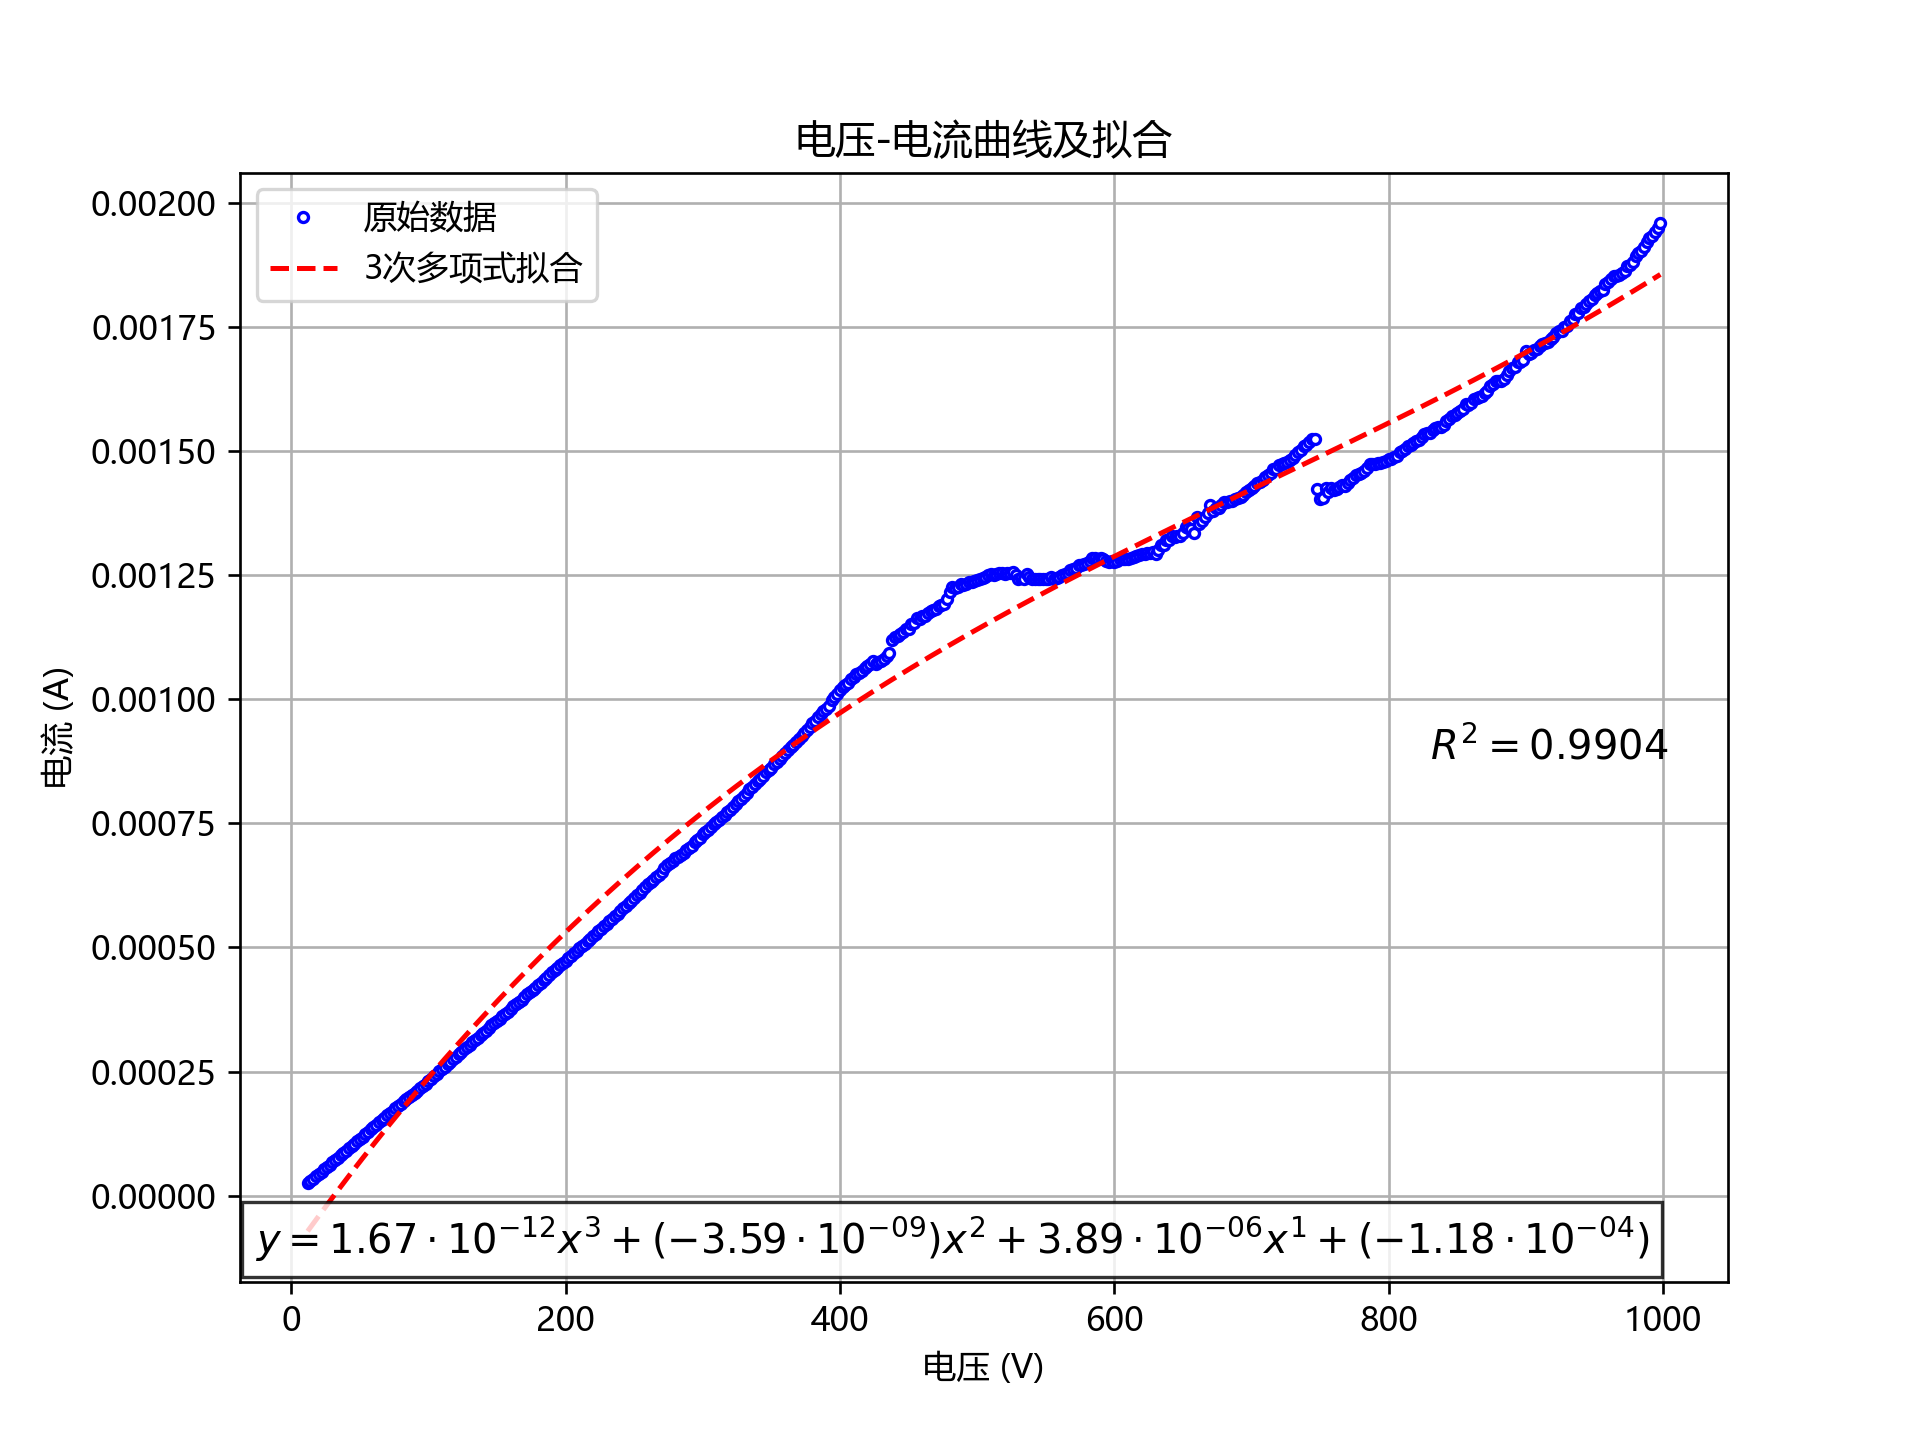 电压-电流曲线及拟合
原始数据
3次多项式拟合
0.00200
0.00175
0.00150
0.00125
0.00100
0.00075
0.00050
0.00025
0.00000
电流 (A)
R² = 0.9904
y = 1.67 · 10⁻¹²x³ + (−3.59 · 10⁻⁰⁹)x² + 3.89 · 10⁻⁰⁶x¹ + (−1.18 · 10⁻⁰⁴)
0 200 400 600 800 1000
电压 (V)